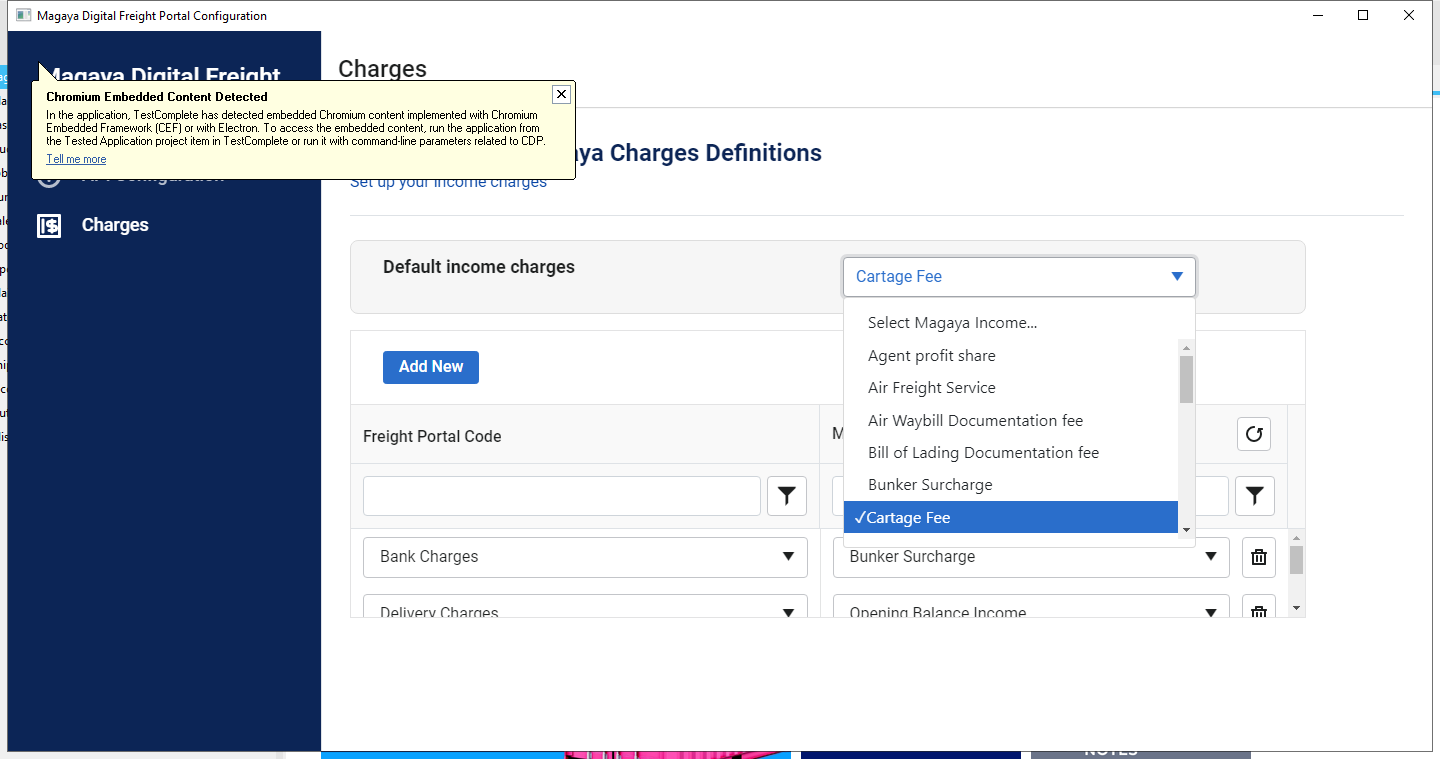 Magaya Digital Freight Portal Configuration
Magaya Digital Freight
Charges
Chromium Embedded Content Detected
In the application, TestComplete has detected embedded Chromium content implemented with Chromium
Embedded Framework (CEF) or with Electron. To access the embedded content, run the application from
the Tested Application project item in TestComplete or run it with command-line parameters related to CDP.
Tell me more
aya Charges Definitions
Set up your income charges
API Configuration
Charges
Default income charges
Cartage Fee
Select Magaya Income...
Agent profit share
Air Freight Service
Air Waybill Documentation fee
Bill of Lading Documentation fee
Bunker Surcharge
✓Cartage Fee
Add New
Freight Portal Code
M
Bank Charges
Bunker Surcharge
Delivery Charges
Opening Balance Income
NOTES